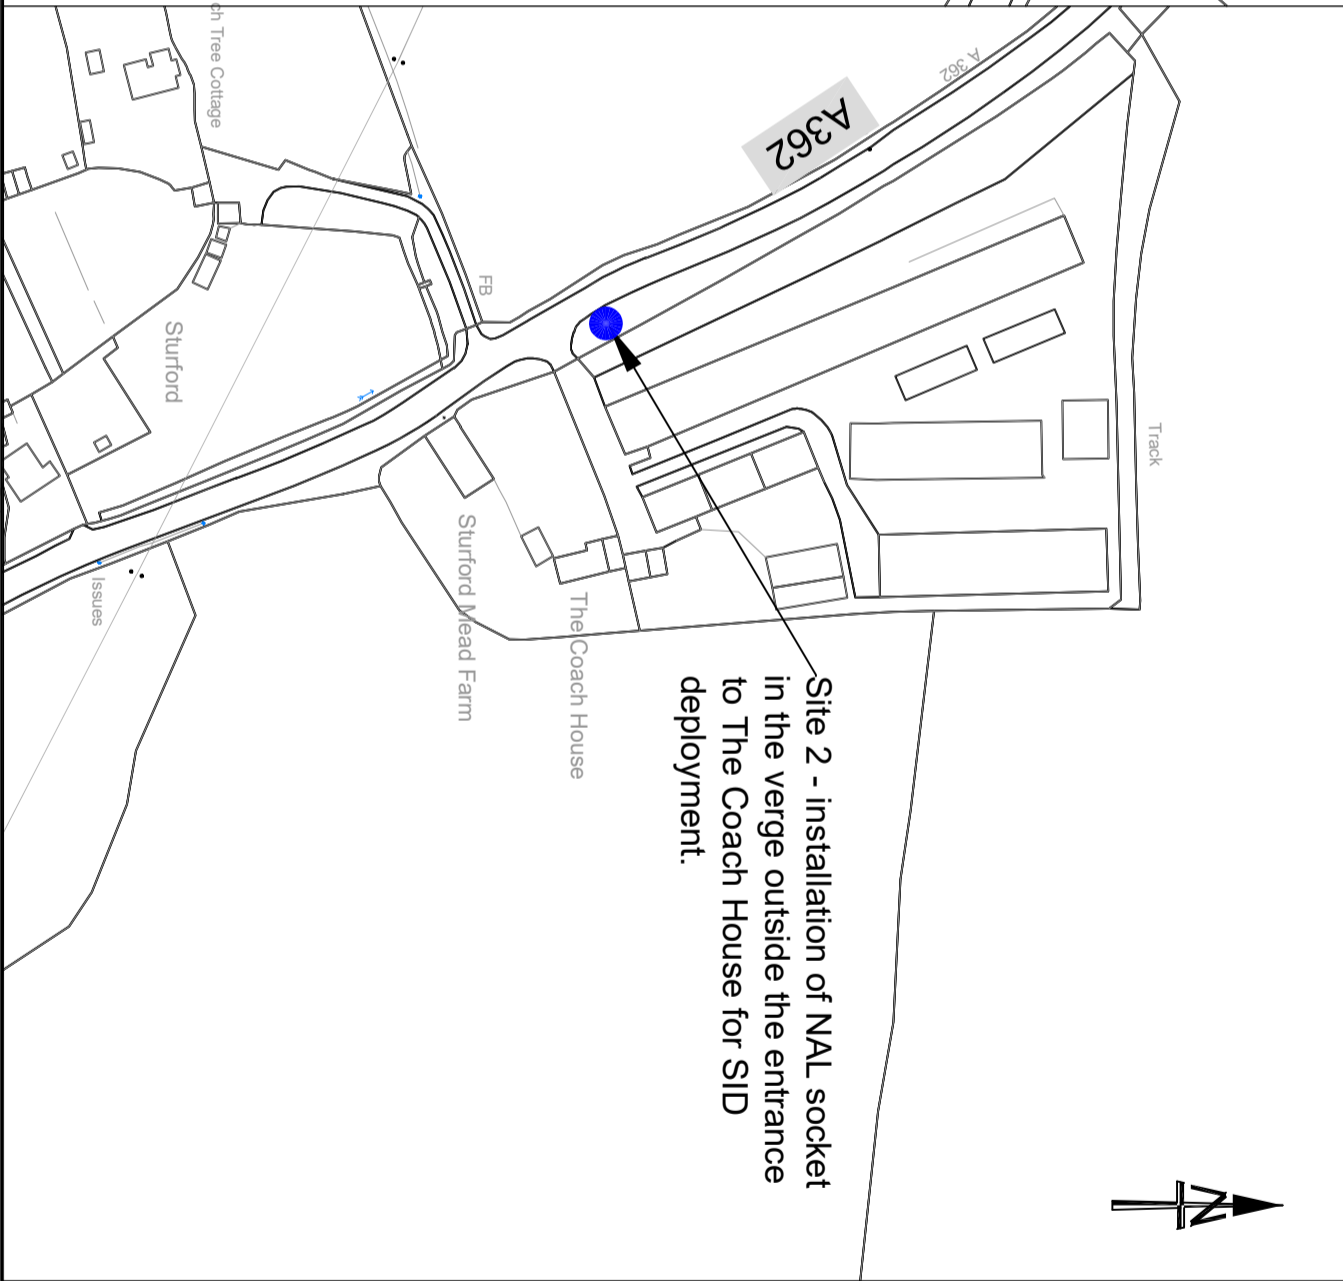 ch Tree Cottage
A 362
A362
FB
Sturford
Track
Sturford Mead Farm
The Coach House
Issues
Site 2 - installation of NAL socket
in the verge outside the entrance
to The Coach House for SID
deployment.
N